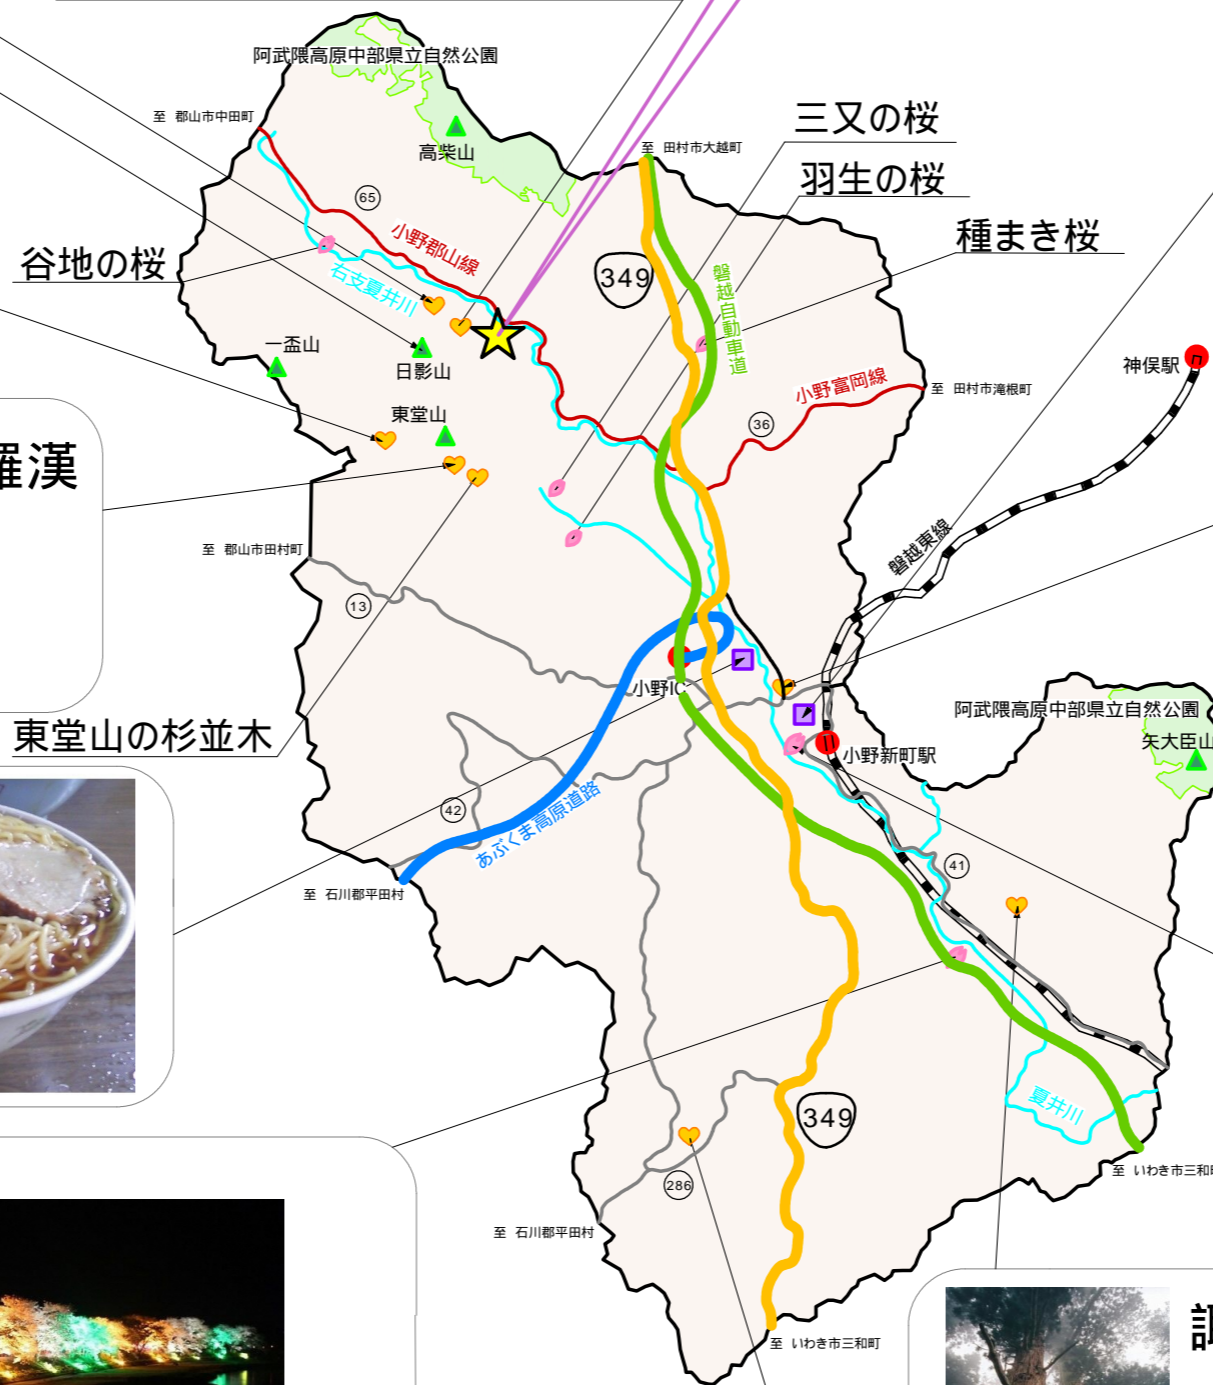 阿武隈高原中部県立自然公園
至 郡山市中田町
高柴山
三又の桜
至 田村市大越町
羽生の桜
65
種まき桜
小野郡山線
谷地の桜
右支夏井川
349
磐越自動車道
一盃山
日影山
神俣駅
小野富岡線
至 田村市滝根町
東堂山
36
羅漢
至 郡山市田村町
磐越東線
13
小野IC
阿武隈高原中部県立自然公園
東堂山の杉並木
矢大臣山
小野新町駅
42
あぶくま高原道路
41
至 石川郡平田村
夏井川
349
至 いわき市三和町
286
至 石川郡平田村
至 いわき市三和町